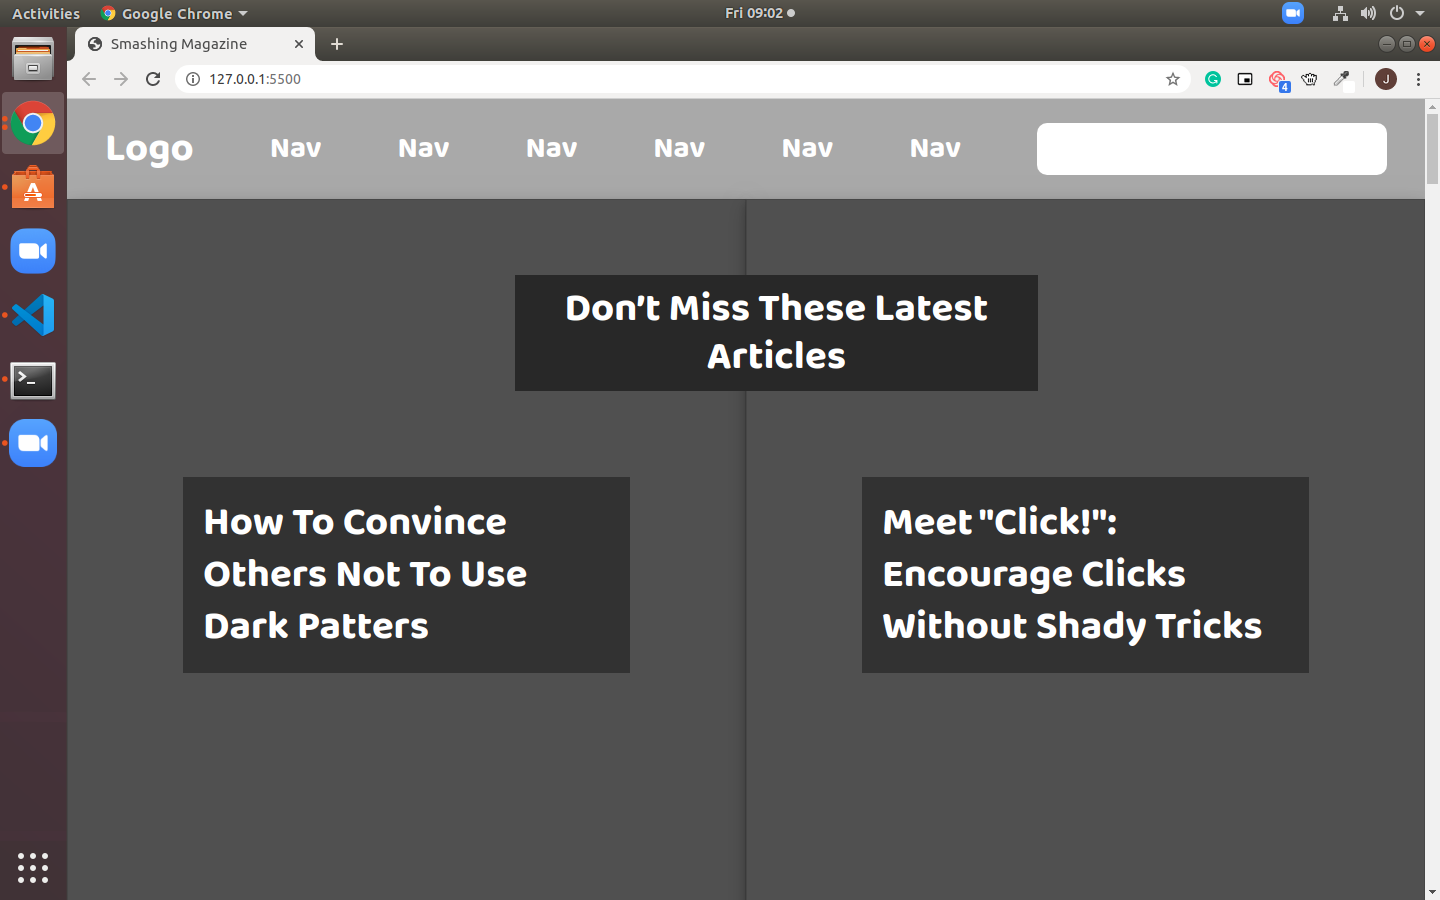 Activities Google Chrome Fri 09:02
Smashing Magazine
127.0.0.1:5500 4 J
Logo Nav Nav Nav Nav Nav Nav
Don't Miss These Latest
Articles
How To Convince
Others Not To Use
Dark Patters
Meet "Click!":
Encourage Clicks
Without Shady Tricks